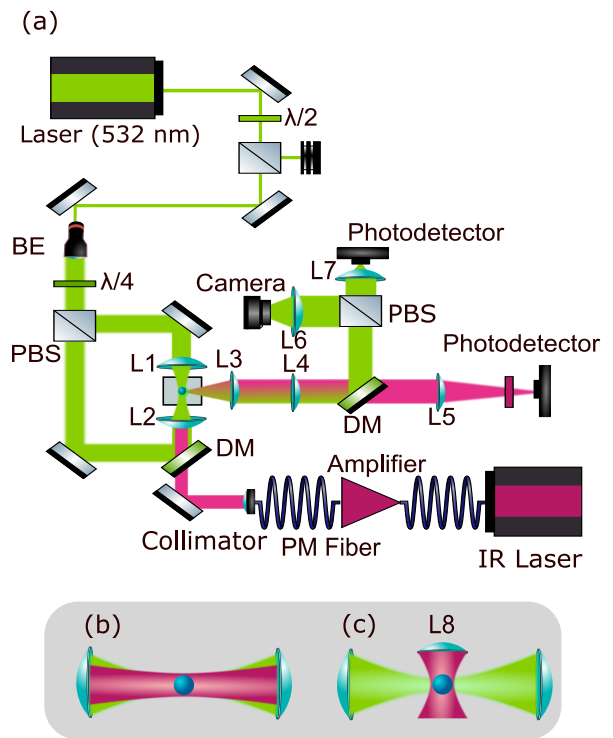 (a)
Laser (532 nm)
λ/2
BE
λ/4
PBS
Photodetector
L7
Camera
PBS
L6
Photodetector
L1
L3
L4
L2
L5
DM
DM
Amplifier
Collimator
PM Fiber
IR Laser
(b)
(c)
L8